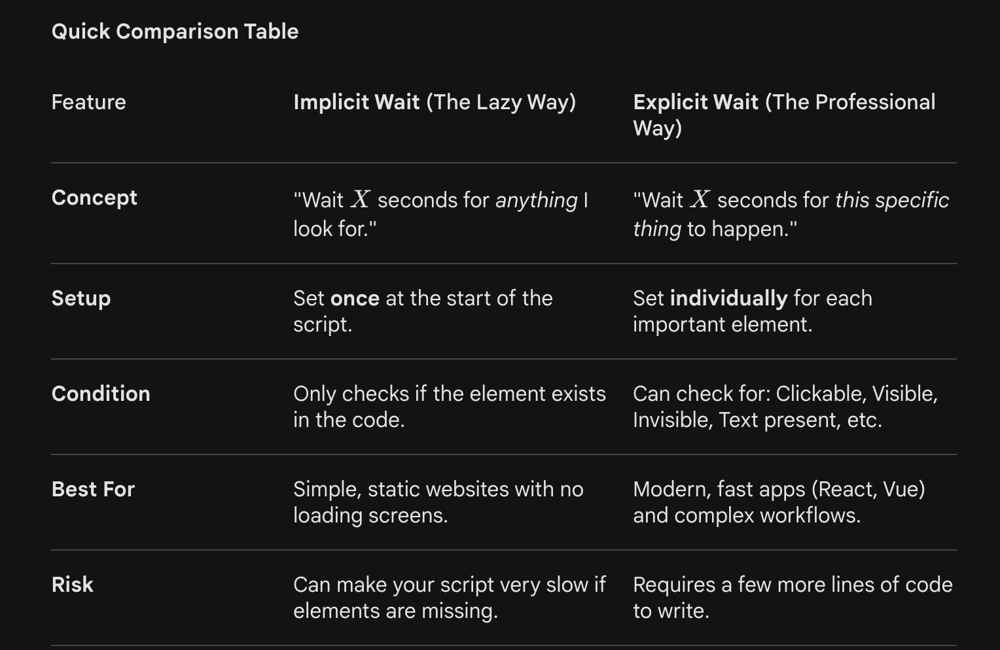 Quick Comparison Table
Feature
Implicit Wait (The Lazy Way)
Explicit Wait (The Professional
Way)
Concept
"Wait X seconds for anything I
look for."
"Wait X seconds for this specific
thing to happen."
Setup
Set once at the start of the
script.
Set individually for each
important element.
Condition
Only checks if the element exists
in the code.
Can check for: Clickable, Visible,
Invisible, Text present, etc.
Best For
Simple, static websites with no
loading screens.
Modern, fast apps (React, Vue)
and complex workflows.
Risk
Can make your script very slow if
elements are missing.
Requires a few more lines of code
to write.